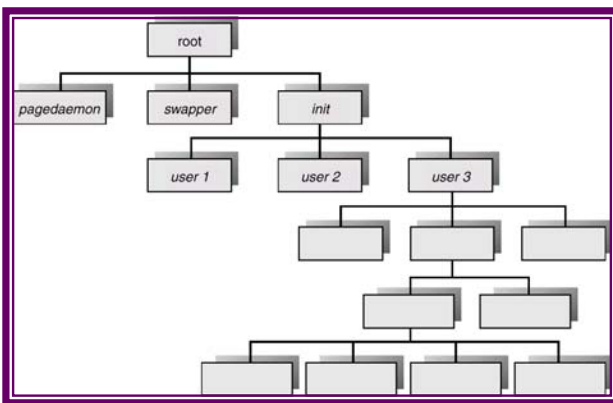 root
pagedaemon swapper init
user 1 user 2 user 3